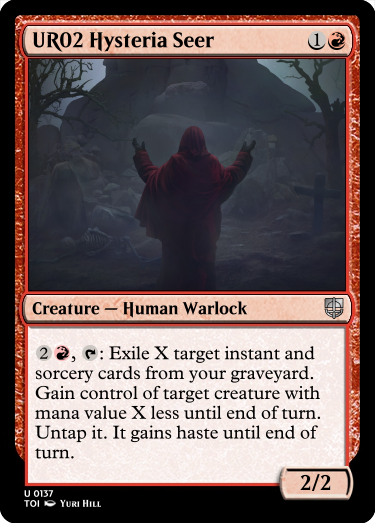 UR02 Hysteria Seer 1
Creature — Human Warlock
2, : Exile X target instant and
sorcery cards from your graveyard.
Gain control of target creature with
mana value X less until end of turn.
Untap it. It gains haste until end of
turn.
2/2
U 0137
TOI Yuri Hill